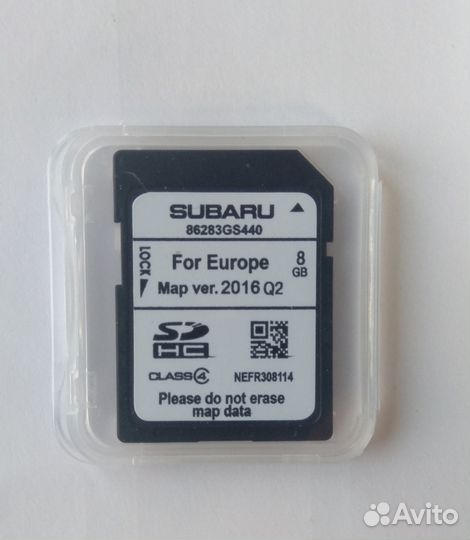 SUBARU
86283GS440
LOCK
For Europe 8 GB
Map ver. 2016 Q2
SD HC
CLASS 4 NEFR308114
Please do not erase
map data
Avito